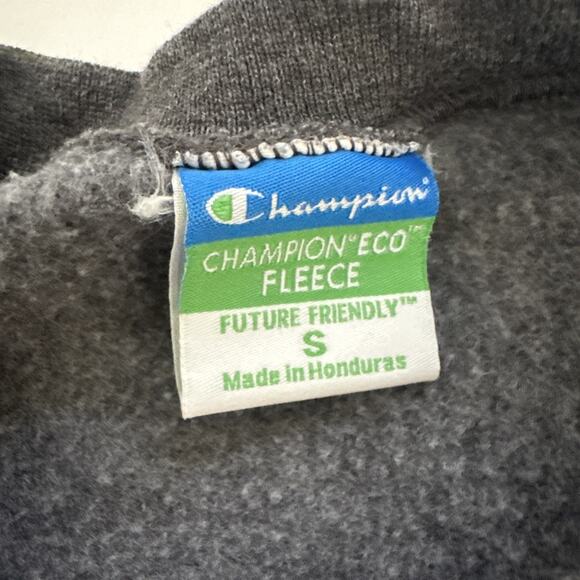 Champion®
CHAMPION® ECO™
FLEECE
FUTURE FRIENDLY™
S
Made in Honduras